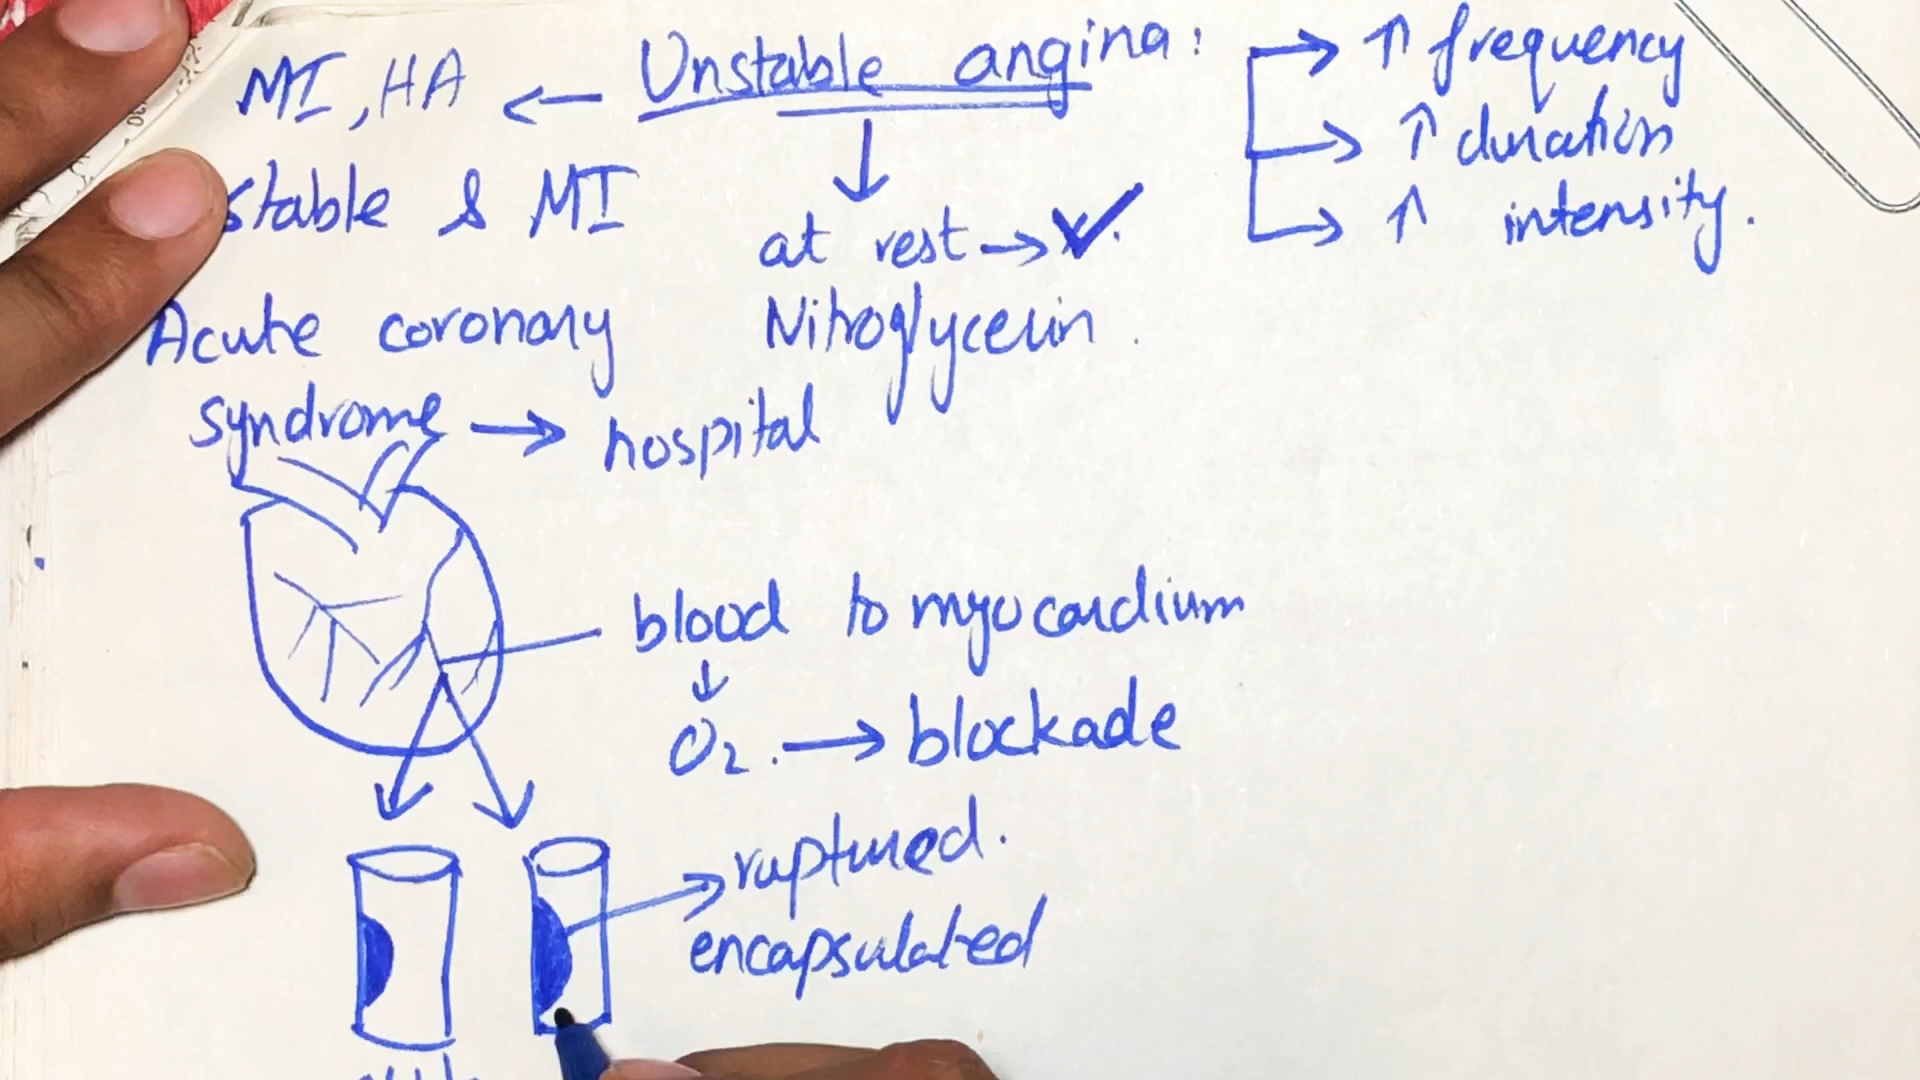 MI, HA ← Unstable angina:
→ ↑ frequency
→ ↑ duration
→ ↑ intensity.
stable & MI
at rest → ✓.
Acute coronary
syndrome → hospital
Nitroglycerin.
blood to myocardium
↓
O2. → blockade
→ ruptured.
encapsulated